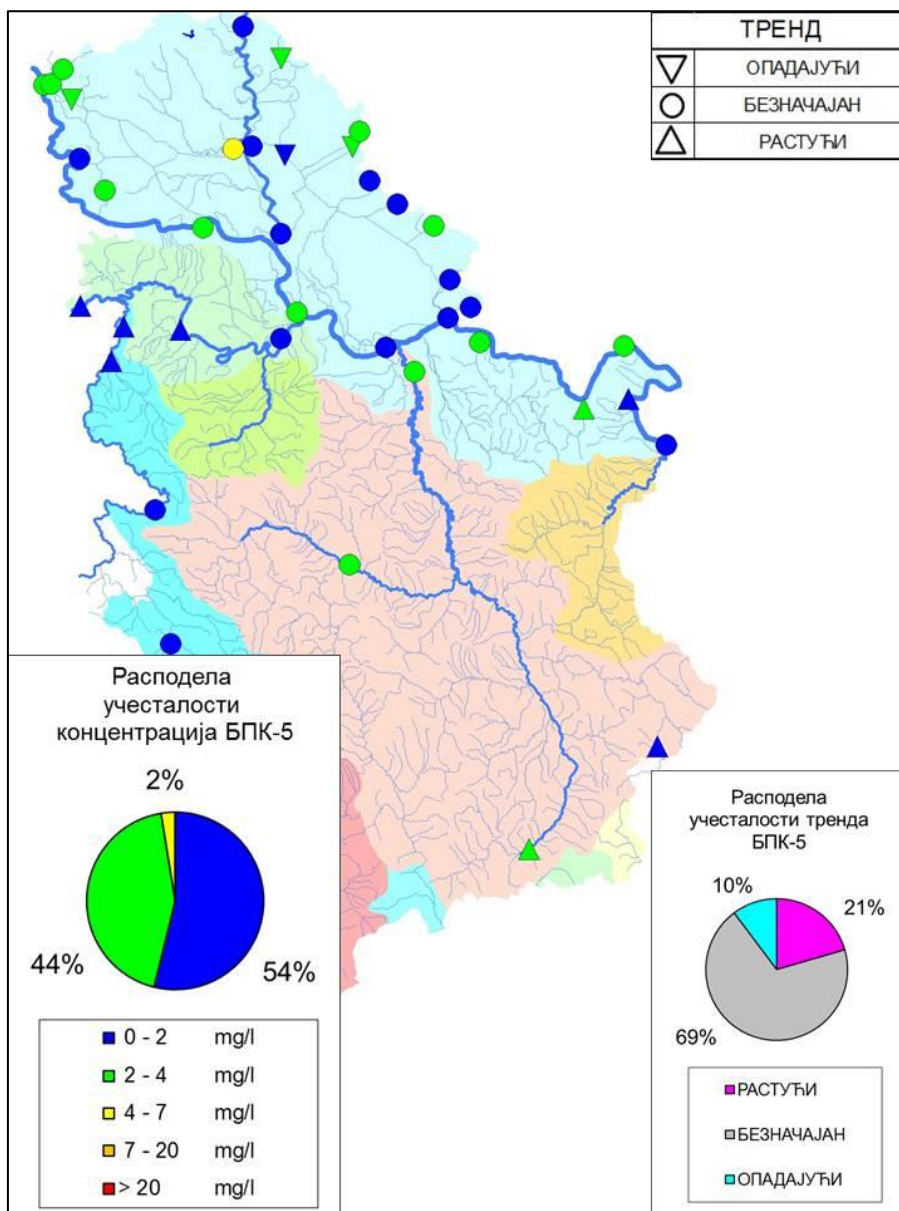 ТРЕНД
ОПАДАЈУЋИ
БЕЗНАЧАЈАН
РАСТУЋИ
Расподела
учесталости
концентрација БПК-5
2%
44%
54%
0 - 2 mg/l
2 - 4 mg/l
4 - 7 mg/l
7 - 20 mg/l
> 20 mg/l
Расподела
учесталости тренда
БПК-5
10%
21%
69%
РАСТУЋИ
БЕЗНАЧАЈАН
ОПАДАЈУЋИ